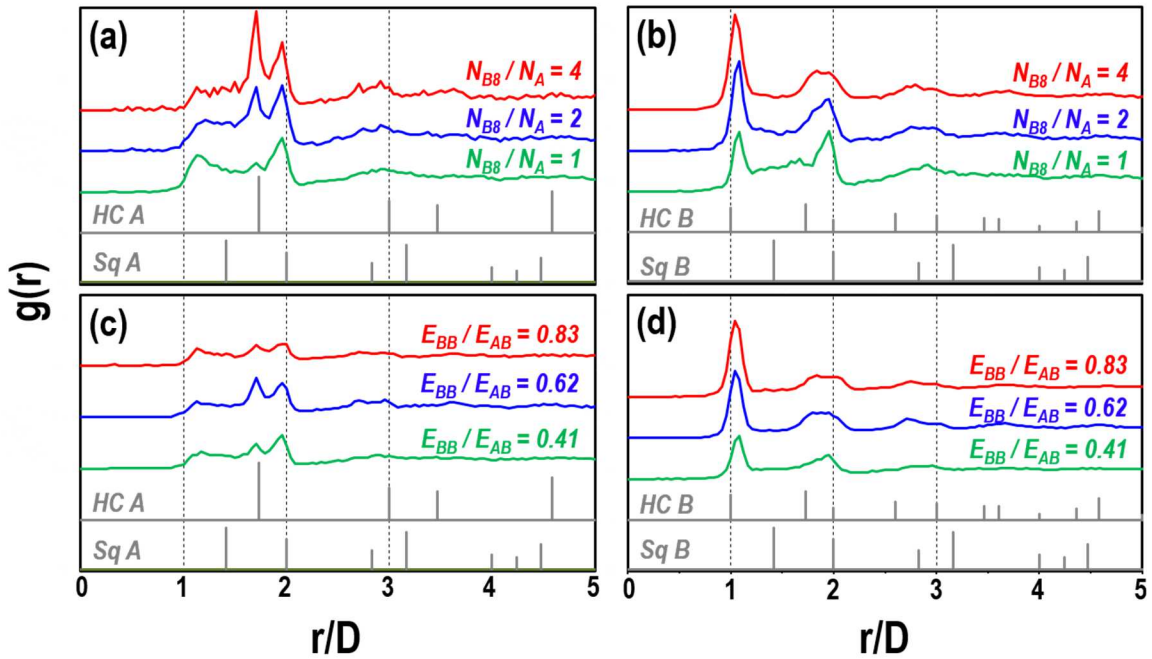 (a)
N_B8 / N_A = 4
N_B8 / N_A = 2
N_B8 / N_A = 1
HC A
Sq A
(b)
N_B8 / N_A = 4
N_B8 / N_A = 2
N_B8 / N_A = 1
HC B
Sq B
g(r)
(c)
E_BB / E_AB = 0.83
E_BB / E_AB = 0.62
E_BB / E_AB = 0.41
HC A
Sq A
0 1 2 3 4 5
r/D
(d)
E_BB / E_AB = 0.83
E_BB / E_AB = 0.62
E_BB / E_AB = 0.41
HC B
Sq B
0 1 2 3 4 5
r/D